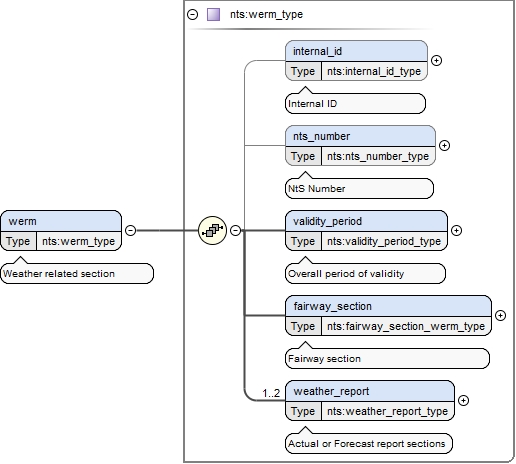 nts:werm_type
internal_id
Type nts:internal_id_type
Internal ID
nts_number
Type nts:nts_number_type
NtS Number
werm
Type nts:werm_type
Weather related section
validity_period
Type nts:validity_period_type
Overall period of validity
fairway_section
Type nts:fairway_section_werm_type
Fairway section
1..2
weather_report
Type nts:weather_report_type
Actual or Forecast report sections